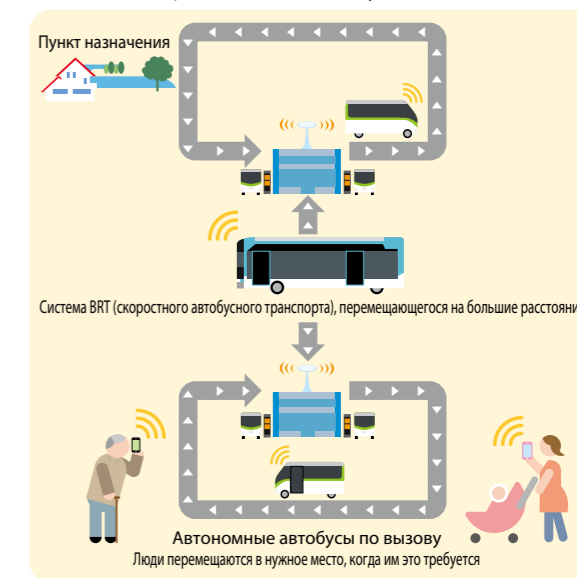 Пункт назначения
Система BRT (скоростного автобусного транспорта), перемещающегося на большие расстояни
Автономные автобусы по вызову
Люди перемещаются в нужное место, когда им это требуется